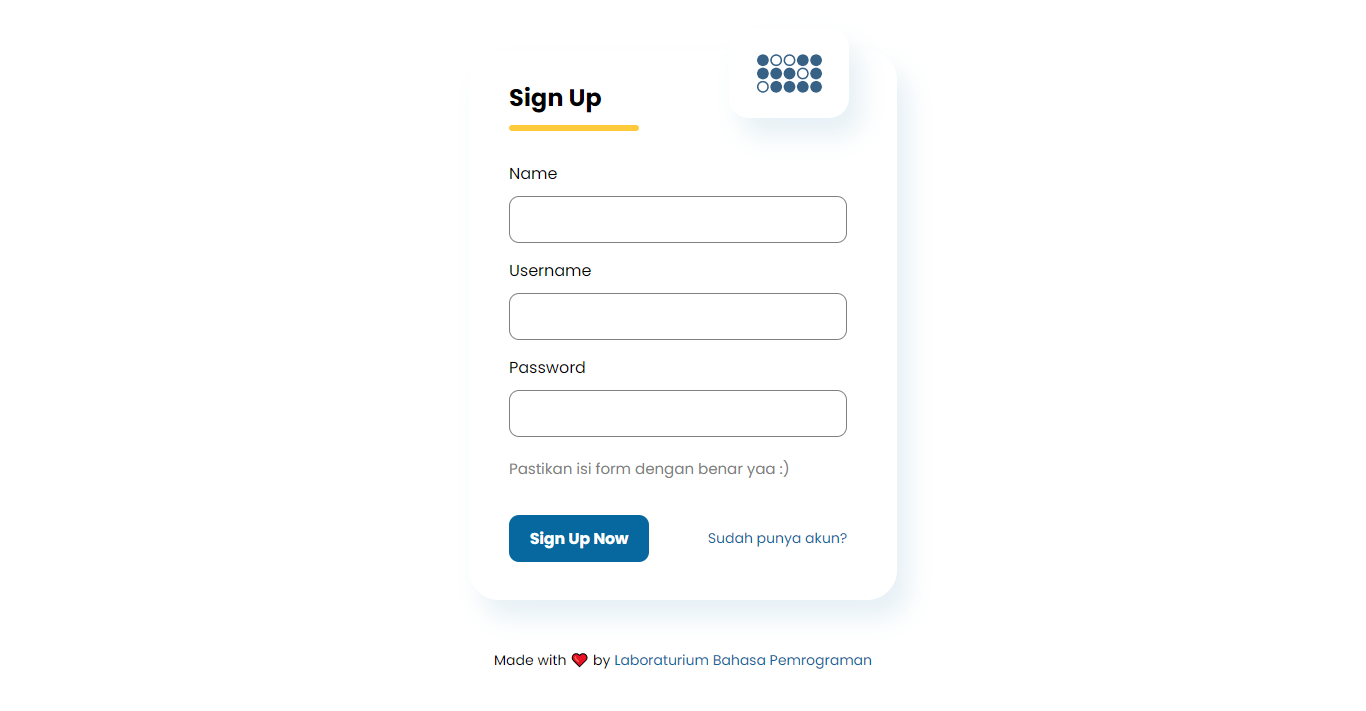 Sign Up
Name
Username
Password
Pastikan isi form dengan benar yaa :)
Sign Up Now
Sudah punya akun?
Made with ❤ by Laboraturium Bahasa Pemrograman